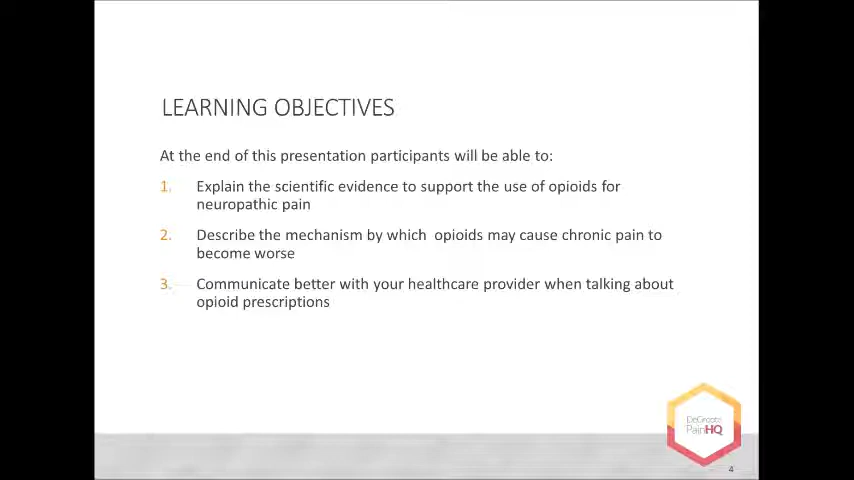 LEARNING OBJECTIVES
At the end of this presentation participants will be able to:
1. Explain the scientific evidence to support the use of opioids for
neuropathic pain
2. Describe the mechanism by which  opioids may cause chronic pain to
become worse
3. Communicate better with your healthcare provider when talking about
opioid prescriptions
DeGroote
PainHQ
4